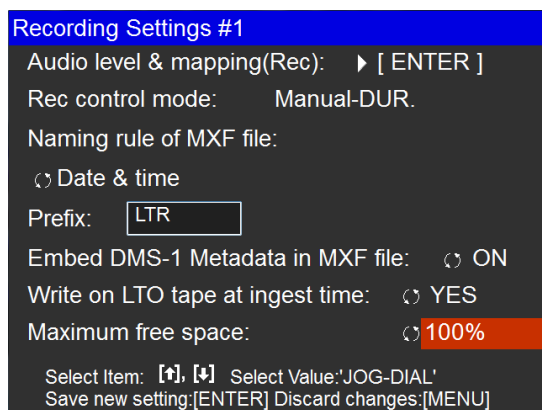 Recording Settings #1
Audio level & mapping(Rec): [ ENTER ]
Rec control mode: Manual-DUR.
Naming rule of MXF file:
Date & time
Prefix: LTR
Embed DMS-1 Metadata in MXF file: ON
Write on LTO tape at ingest time: YES
Maximum free space: 100%
Select Item: [↑], [↓] Select Value:'JOG-DIAL'
Save new setting:[ENTER] Discard changes:[MENU]